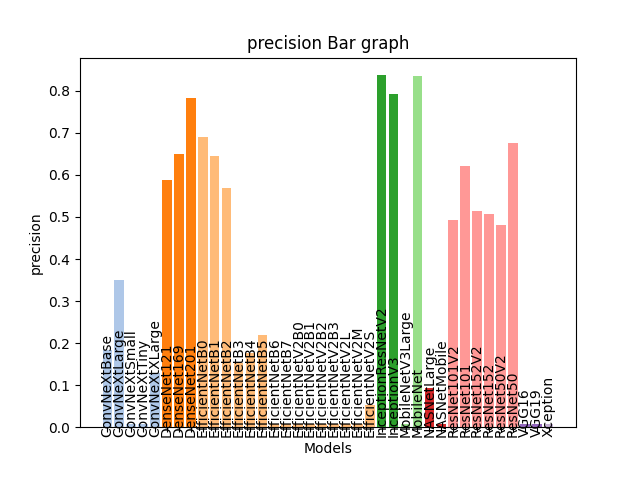 precision Bar graph
precision
0.8
0.7
0.6
0.5
0.4
0.3
0.2
0.1
0.0
ConvNeXtBase
ConvNeXtLarge
ConvNeXtSmall
ConvNeXtTiny
ConvNeXtXLarge
DenseNet121
DenseNet169
DenseNet201
EfficientNetB0
EfficientNetB1
EfficientNetB2
EfficientNetB3
EfficientNetB4
EfficientNetB5
EfficientNetB6
EfficientNetB7
EfficientNetV2B0
EfficientNetV2B1
EfficientNetV2B2
EfficientNetV2B3
EfficientNetV2L
EfficientNetV2M
EfficientNetV2S
InceptionResNetV2
InceptionV3
MobileNetV3Large
MobileNet
NASNetLarge
NASNetMobile
ResNet101V2
ResNet101
ResNet152V2
ResNet152
ResNet50V2
ResNet50
VGG16
VGG19
Xception
Models